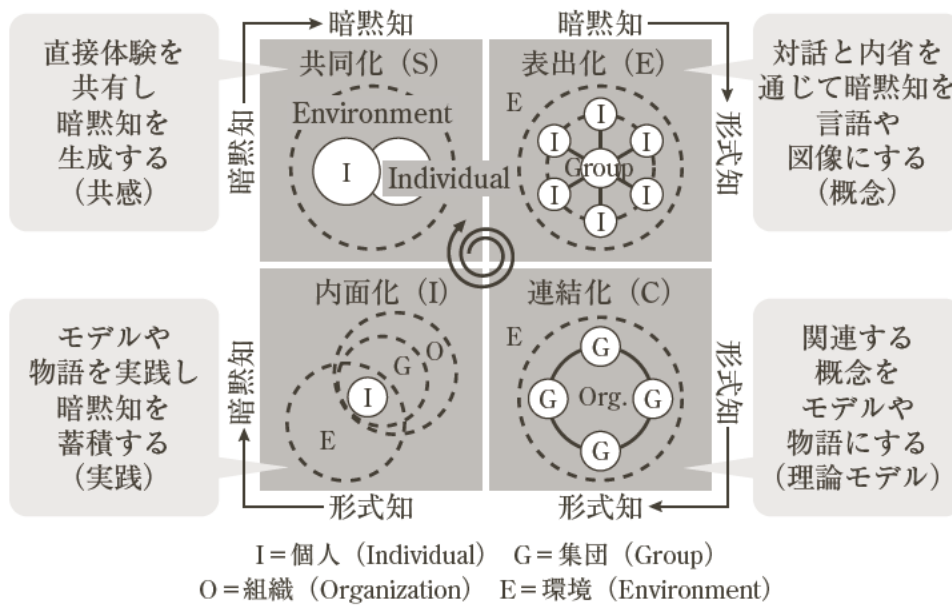 暗黙知
暗黙知
直接体験を
共有し
暗黙知を
生成する
(共感)
暗黙知
共同化(S)
Environment
I
Individual
表出化(E)
E
I
I
I
Group
I
I
I
形式知
対話と内省を
通じて暗黙知を
言語や
図像にする
(概念)
モデルや
物語を実践し
暗黙知を
蓄積する
(実践)
暗黙知
内面化(I)
O
G
I
E
連結化(C)
E
G
G
Org.
G
G
形式知
関連する
概念を
モデルや
物語にする
(理論モデル)
形式知
形式知
I=個人(Individual) G=集団(Group)
O=組織(Organization) E=環境(Environment)